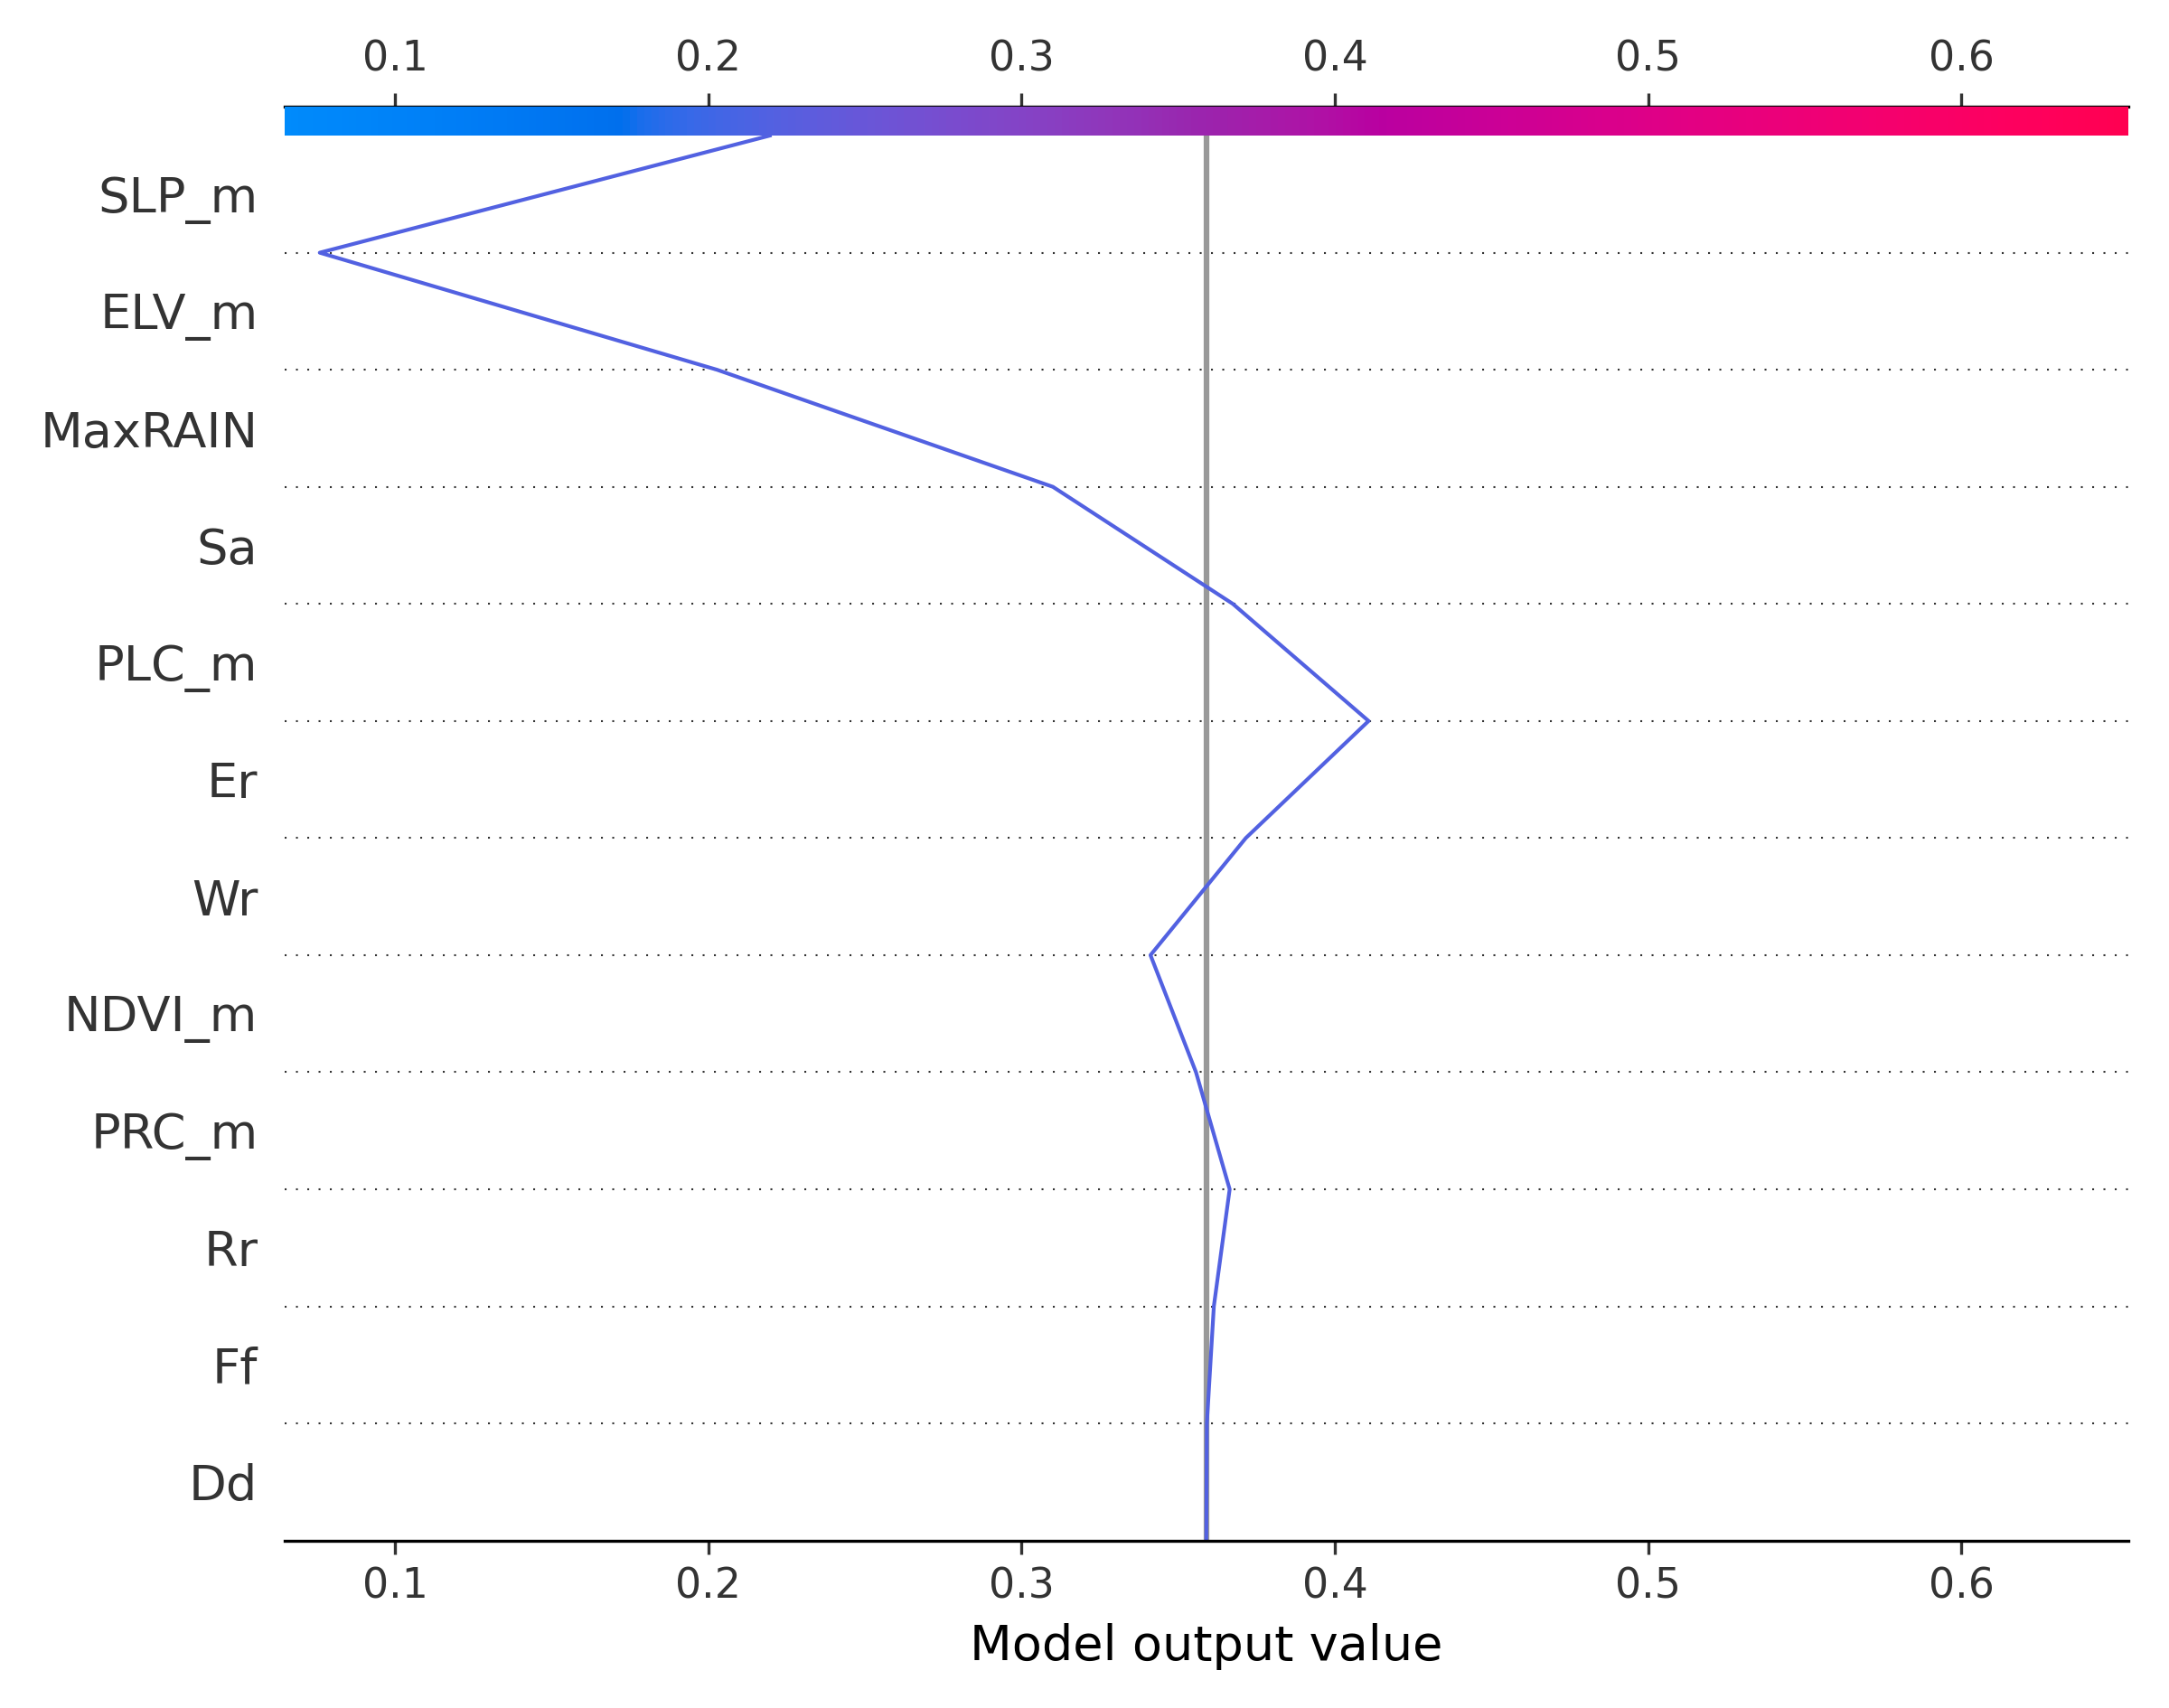 0.1 0.2 0.3 0.4 0.5 0.6
SLP_m
ELV_m
MaxRAIN
Sa
PLC_m
Er
Wr
NDVI_m
PRC_m
Rr
Ff
Dd
0.1 0.2 0.3 0.4 0.5 0.6
Model output value